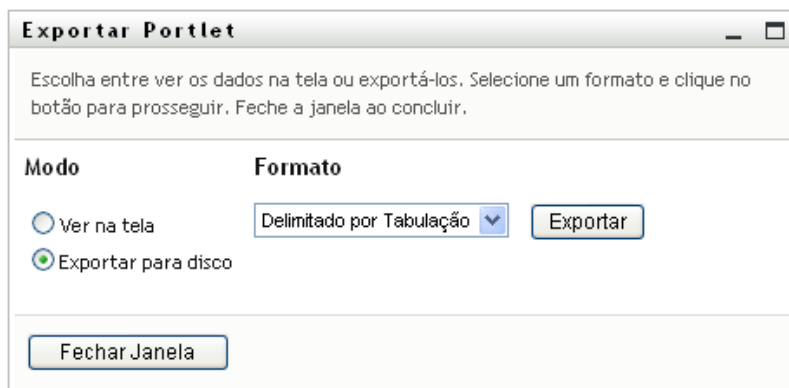 Exportar Portlet
Escolha entre ver os dados na tela ou exportá-los. Selecione um formato e clique no
botão para prosseguir. Feche a janela ao concluir.
Modo Formato
Ver na tela Delimitado por Tabulação Exportar
Exportar para disco
Fechar Janela